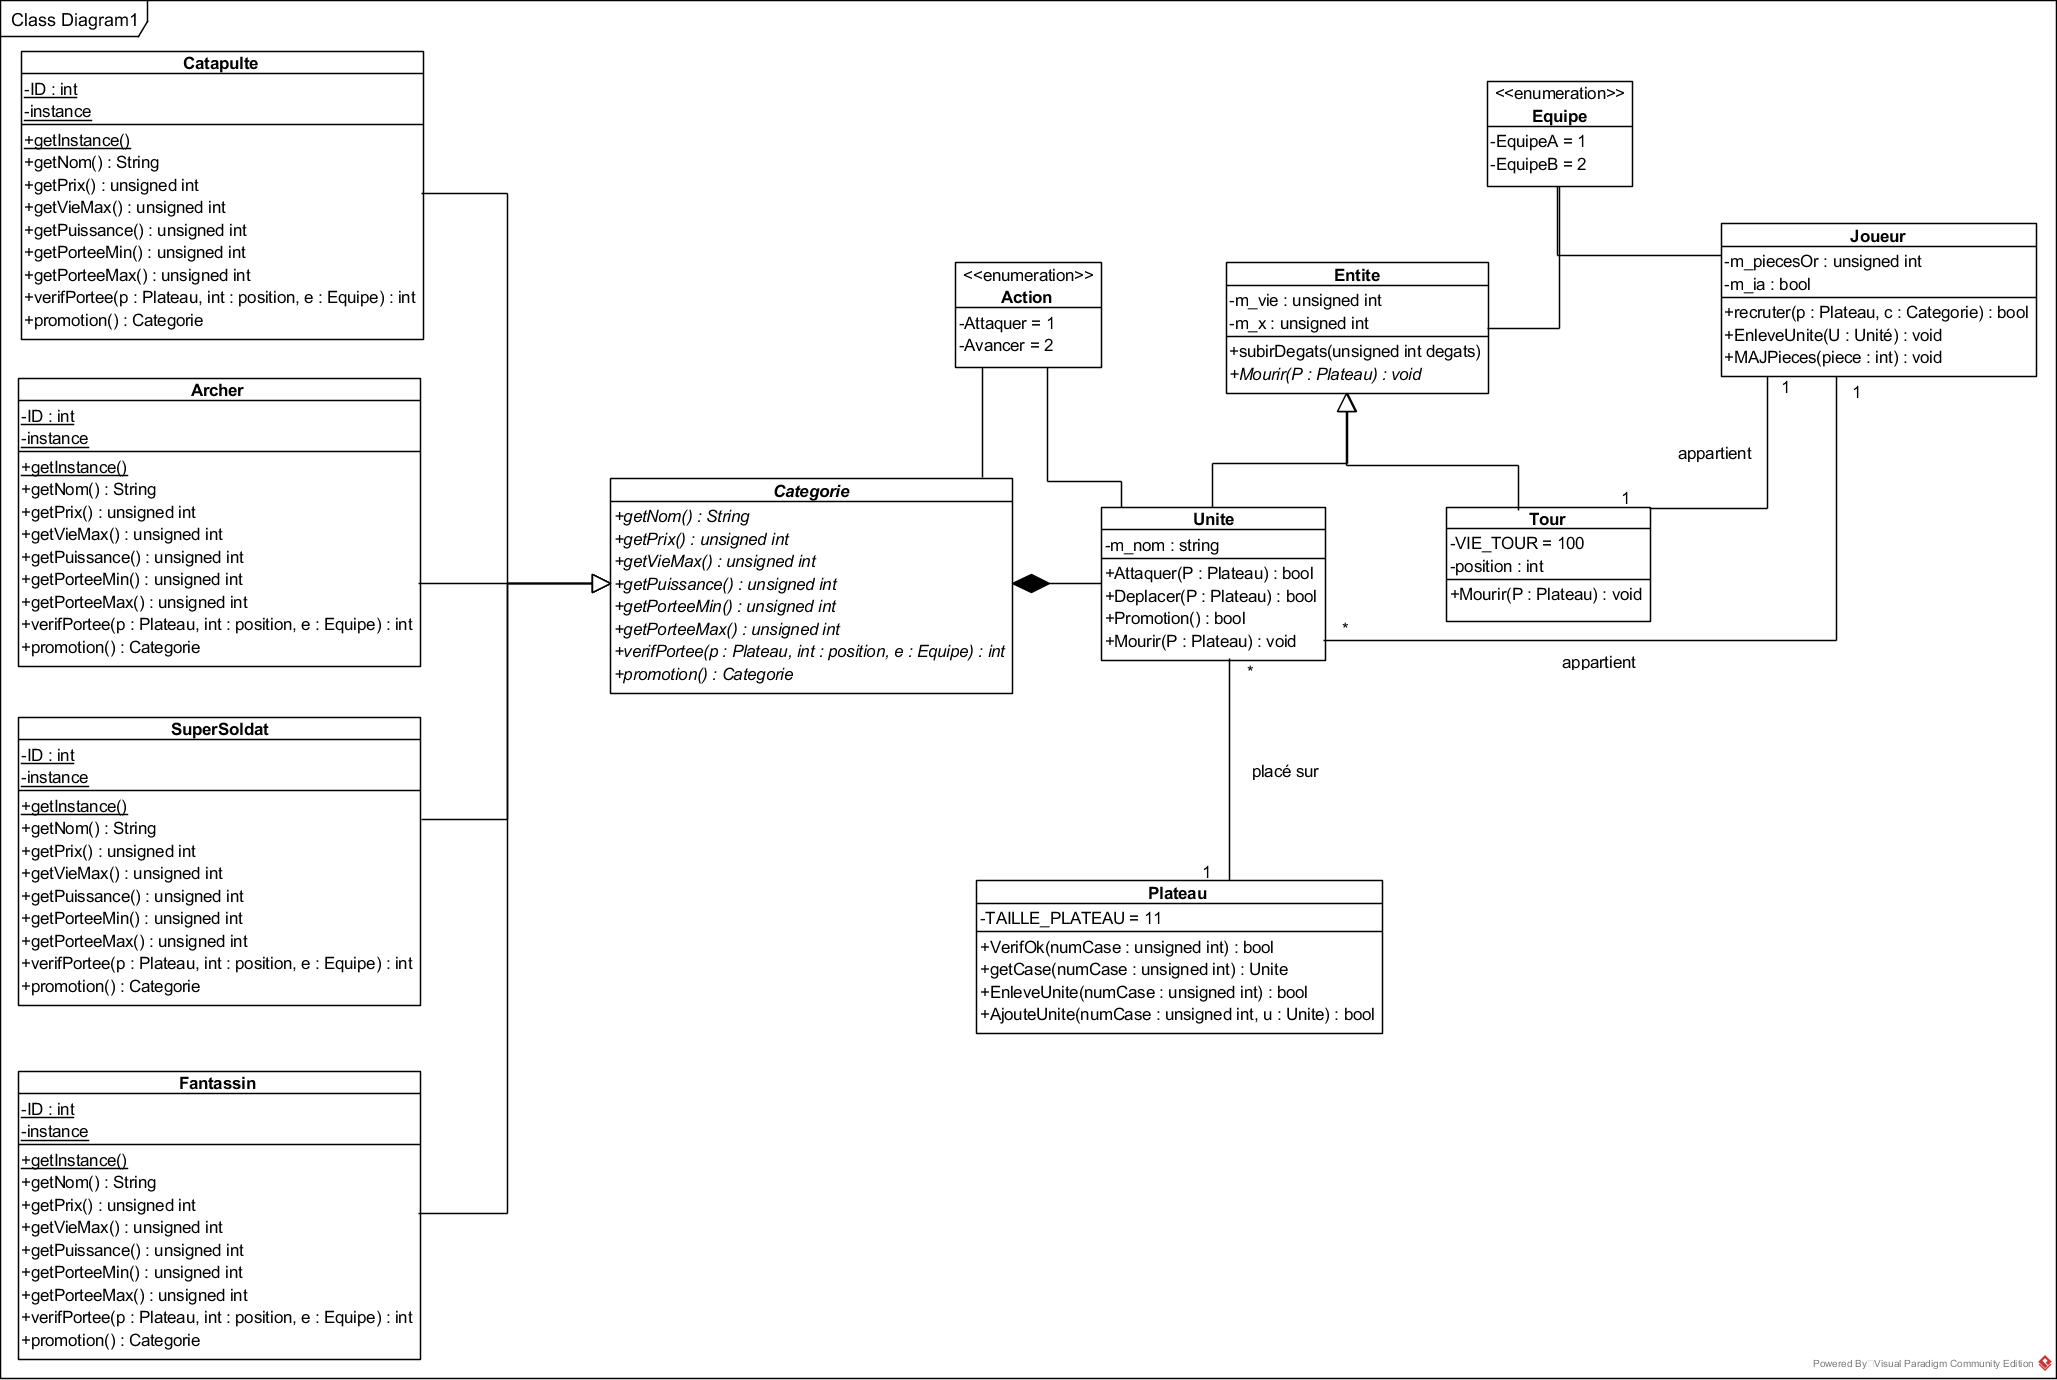 Class Diagram1
Catapulte
-ID : int
-instance
+getInstance()
+getNom() : String
+getPrix() : unsigned int
+getVieMax() : unsigned int
+getPuissance() : unsigned int
+getPorteeMin() : unsigned int
+getPorteeMax() : unsigned int
+verifPortee(p : Plateau, int : position, e : Equipe) : int
+promotion() : Categorie
Archer
-ID : int
-instance
+getInstance()
+getNom() : String
+getPrix() : unsigned int
+getVieMax() : unsigned int
+getPuissance() : unsigned int
+getPorteeMin() : unsigned int
+getPorteeMax() : unsigned int
+verifPortee(p : Plateau, int : position, e : Equipe) : int
+promotion() : Categorie
SuperSoldat
-ID : int
-instance
+getInstance()
+getNom() : String
+getPrix() : unsigned int
+getVieMax() : unsigned int
+getPuissance() : unsigned int
+getPorteeMin() : unsigned int
+getPorteeMax() : unsigned int
+verifPortee(p : Plateau, int : position, e : Equipe) : int
+promotion() : Categorie
Fantassin
-ID : int
-instance
+getInstance()
+getNom() : String
+getPrix() : unsigned int
+getVieMax() : unsigned int
+getPuissance() : unsigned int
+getPorteeMin() : unsigned int
+getPorteeMax() : unsigned int
+verifPortee(p : Plateau, int : position, e : Equipe) : int
+promotion() : Categorie
Categorie
+getNom() : String
+getPrix() : unsigned int
+getVieMax() : unsigned int
+getPuissance() : unsigned int
+getPorteeMin() : unsigned int
+getPorteeMax() : unsigned int
+verifPortee(p : Plateau, int : position, e : Equipe) : int
+promotion() : Categorie
<<enumeration>>
Action
-Attaquer = 1
-Avancer = 2
<<enumeration>>
Equipe
-EquipeA = 1
-EquipeB = 2
Entite
-m_vie : unsigned int
-m_x : unsigned int
+subirDegats(unsigned int degats)
+Mourir(P : Plateau) : void
Joueur
-m_piecesOr : unsigned int
-m_ia : bool
+recruter(p : Plateau, c : Categorie) : bool
+EnleveUnite(U : Unité) : void
+MAJPieces(piece : int) : void
1
1
appartient
1
Unite
-m_nom : string
+Attaquer(P : Plateau) : bool
+Deplacer(P : Plateau) : bool
+Promotion() : bool
+Mourir(P : Plateau) : void
Tour
-VIE_TOUR = 100
-position : int
+Mourir(P : Plateau) : void
*
appartient
*
placé sur
1
Plateau
-TAILLE_PLATEAU = 11
+VerifOk(numCase : unsigned int) : bool
+getCase(numCase : unsigned int) : Unite
+EnleveUnite(numCase : unsigned int) : bool
+AjouteUnite(numCase : unsigned int, u : Unite) : bool
Powered By Visual Paradigm Community Edition